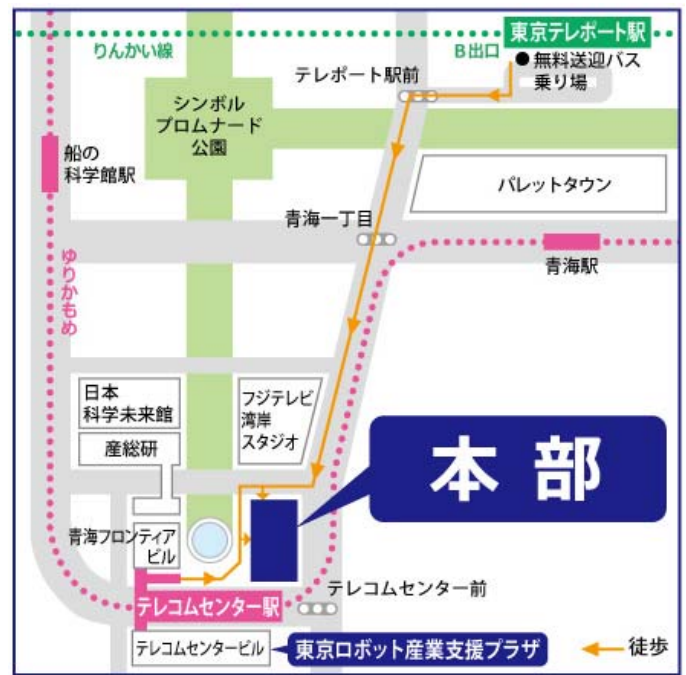 東京テレポート駅
りんかい線
B出口
無料送迎バス
乗り場
テレポート駅前
シンボル
プロムナード
公園
船の
科学館駅
パレットタウン
青海一丁目
青海駅
ゆりかもめ
日本
科学未来館
フジテレビ
湾岸
スタジオ
産総研
本部
青海フロンティア
ビル
テレコムセンター前
テレコムセンター駅
テレコムセンタービル
東京ロボット産業支援プラザ
徒歩